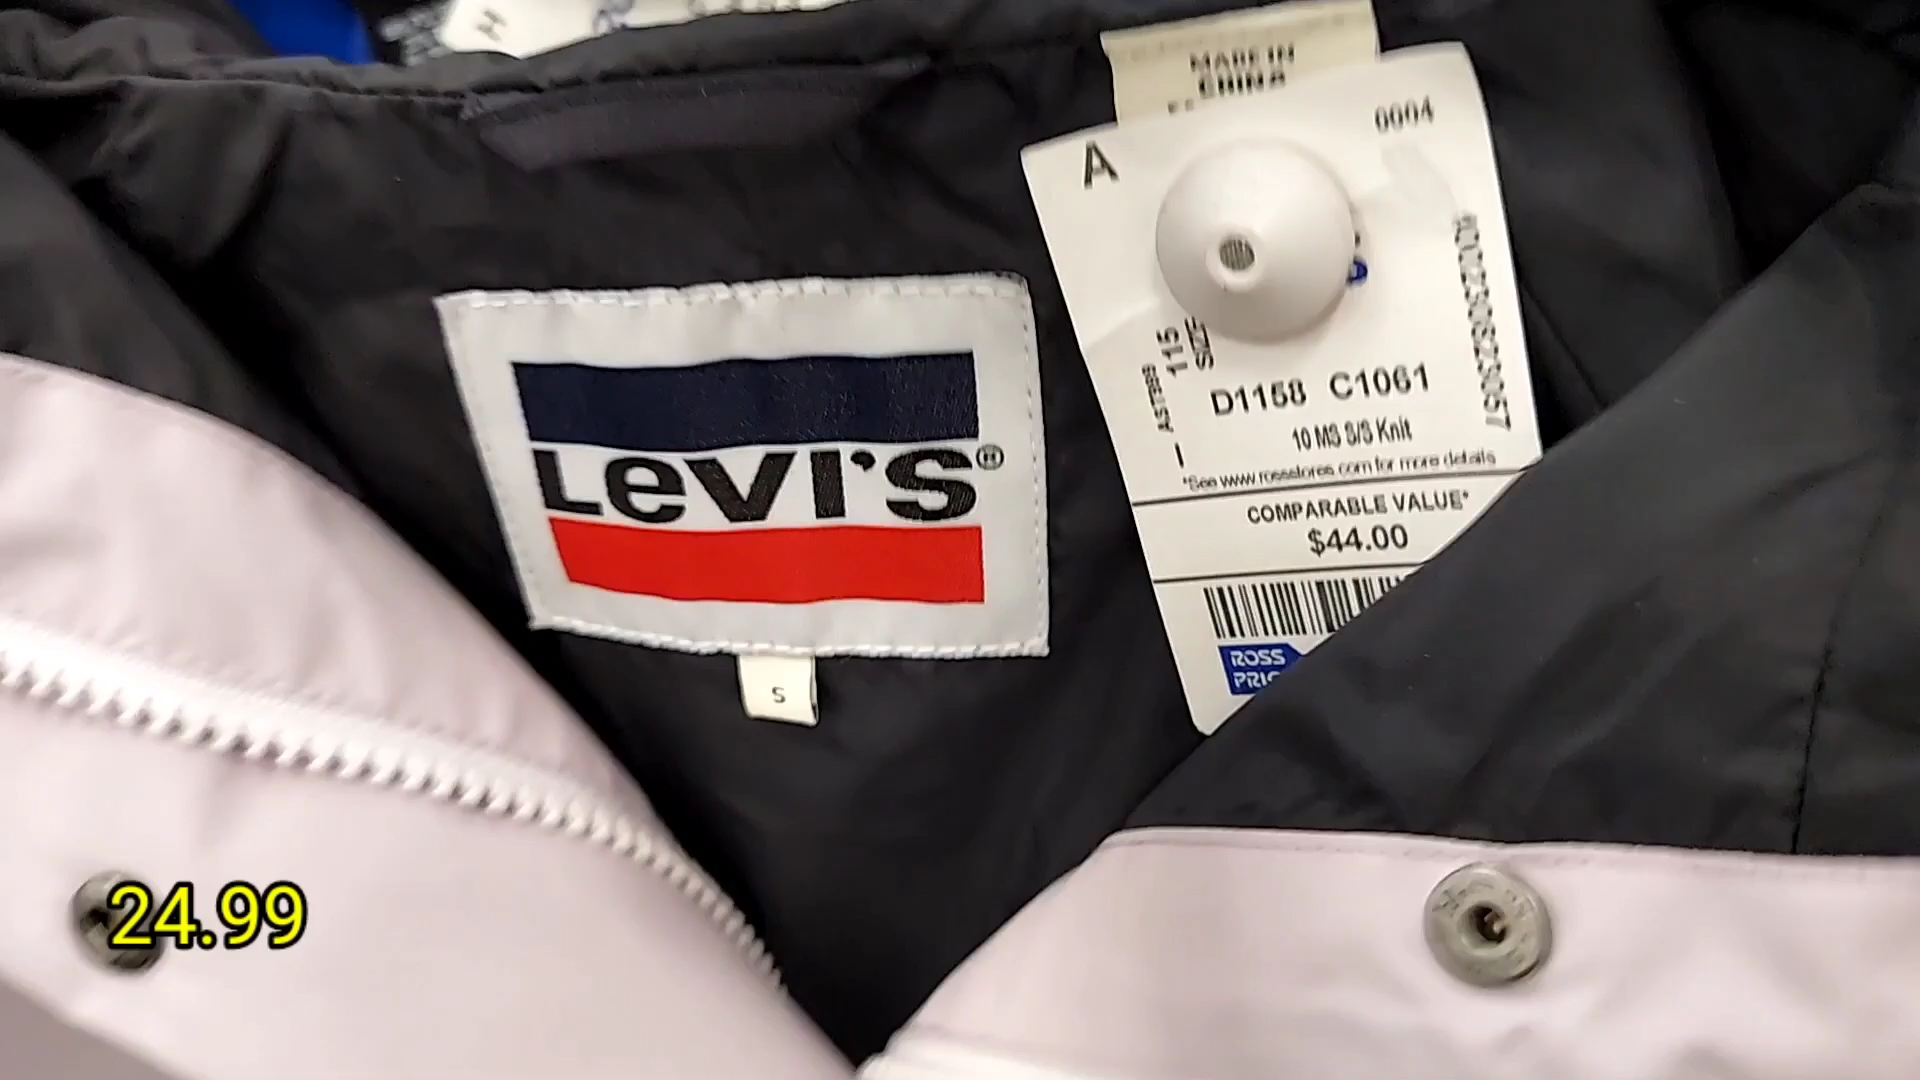 MADE IN
CHINA
0004
A
115
SIZE
D1158 C1061
10 MS S/S Knit
*See www.rossstores.com for more details
COMPARABLE VALUE*
$44.00
ROSS
LEVI'S®
S
24.99